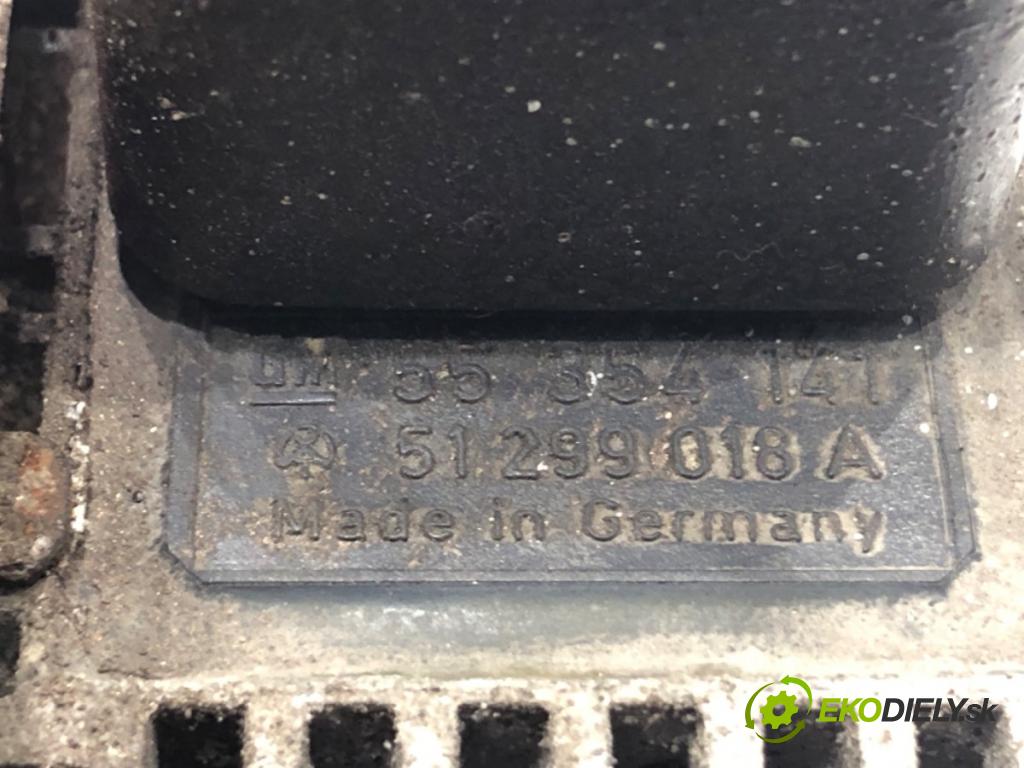 GM 55 354 141
51 299 018 A
Made in Germany
EKODIELY.sk